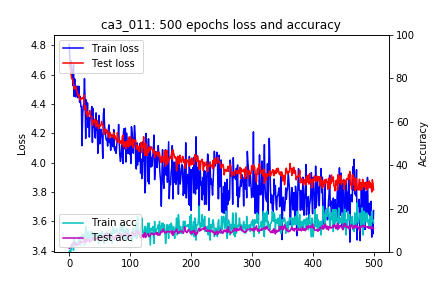 ca3_011: 500 epochs loss and accuracy
Train loss
Test loss
Train acc
Test acc
Loss
4.8
4.6
4.4
4.2
4.0
3.8
3.6
3.4
0
100
200
300
400
500
100
80
60
40
20
0
Accuracy